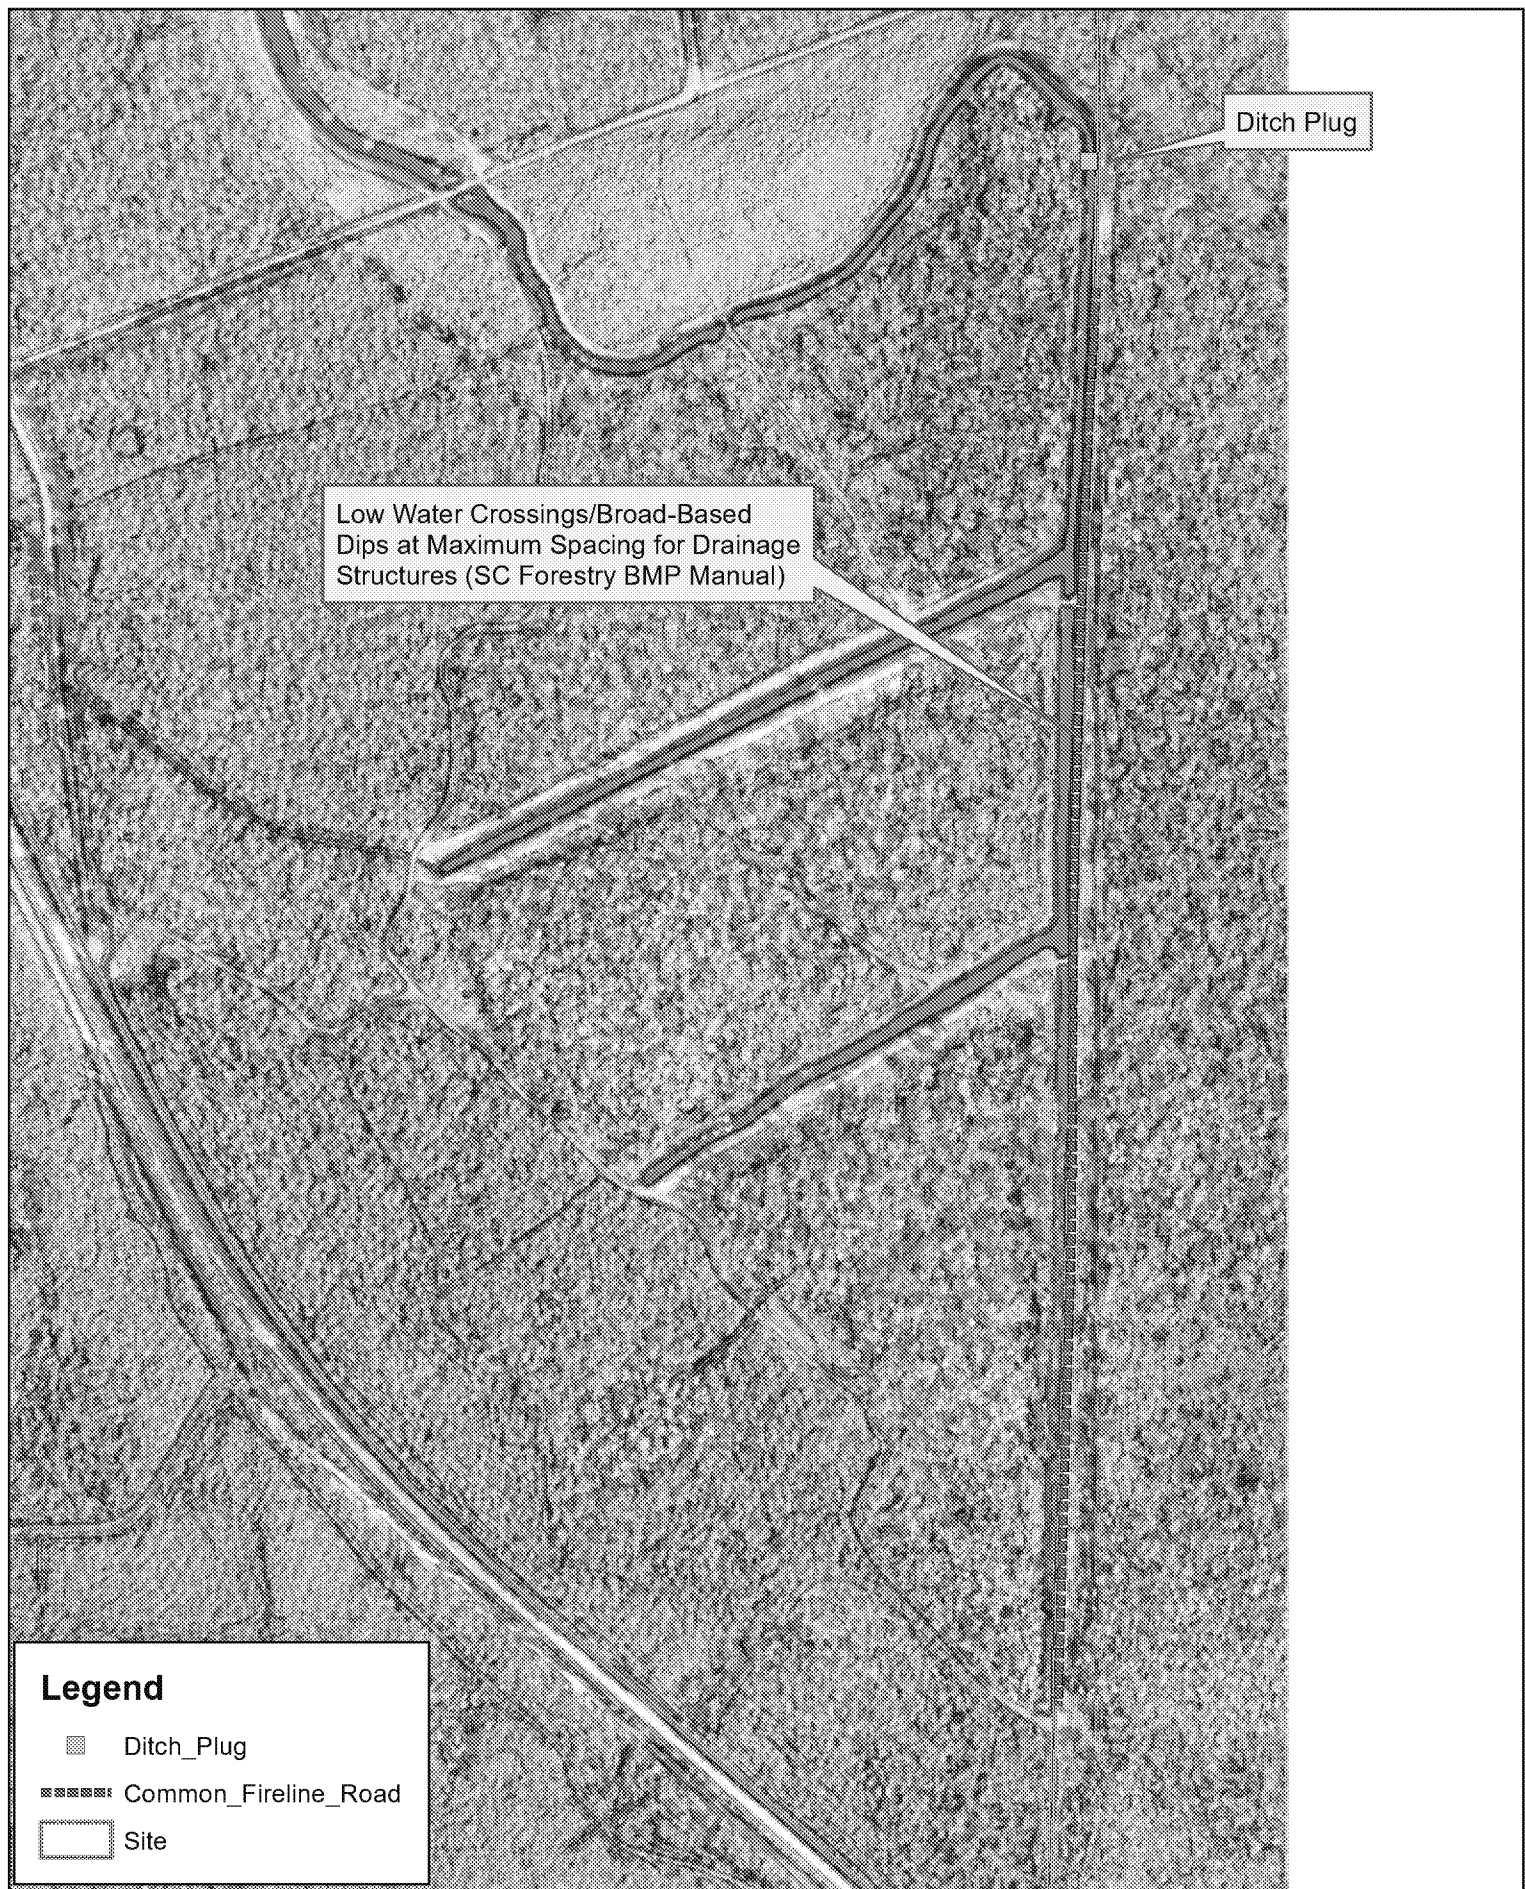 Ditch Plug
Low Water Crossings/Broad-Based
Dips at Maximum Spacing for Drainage
Structures (SC Forestry BMP Manual)
Legend
Ditch_Plug
Common_Fireline_Road
Site